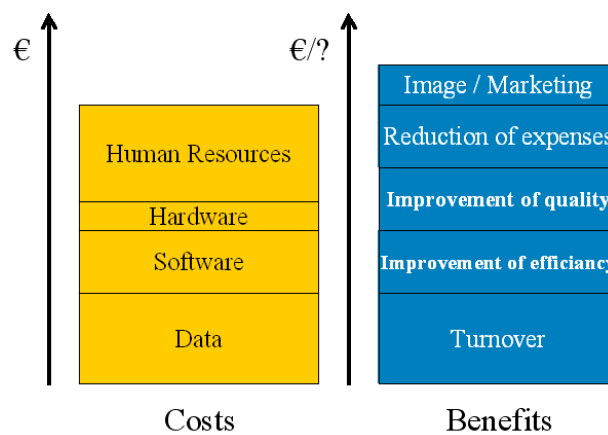 €
€/?
Human Resources
Hardware
Software
Data
Costs
Image / Marketing
Reduction of expenses
Improvement of quality
Improvement of efficiancy
Turnover
Benefits